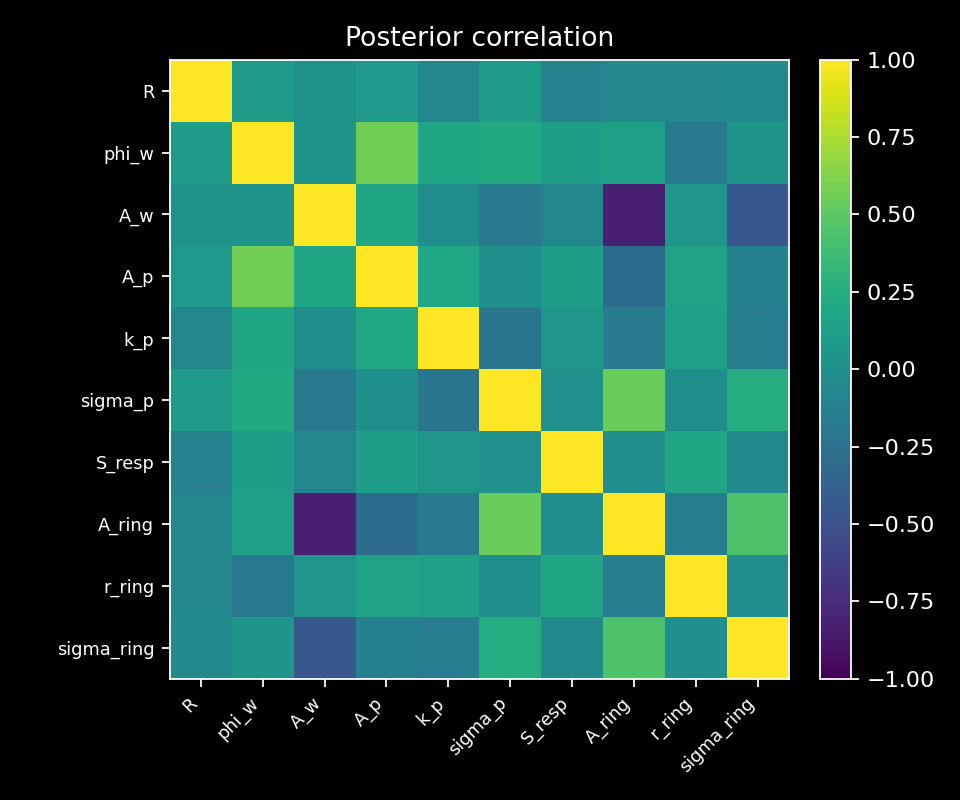 Posterior correlation
R
phi_w
A_w
A_p
k_p
sigma_p
S_resp
A_ring
r_ring
sigma_ring
R
phi_w
A_w
A_p
k_p
sigma_p
S_resp
A_ring
r_ring
sigma_ring
1.00
0.75
0.50
0.25
0.00
−0.25
−0.50
−0.75
−1.00